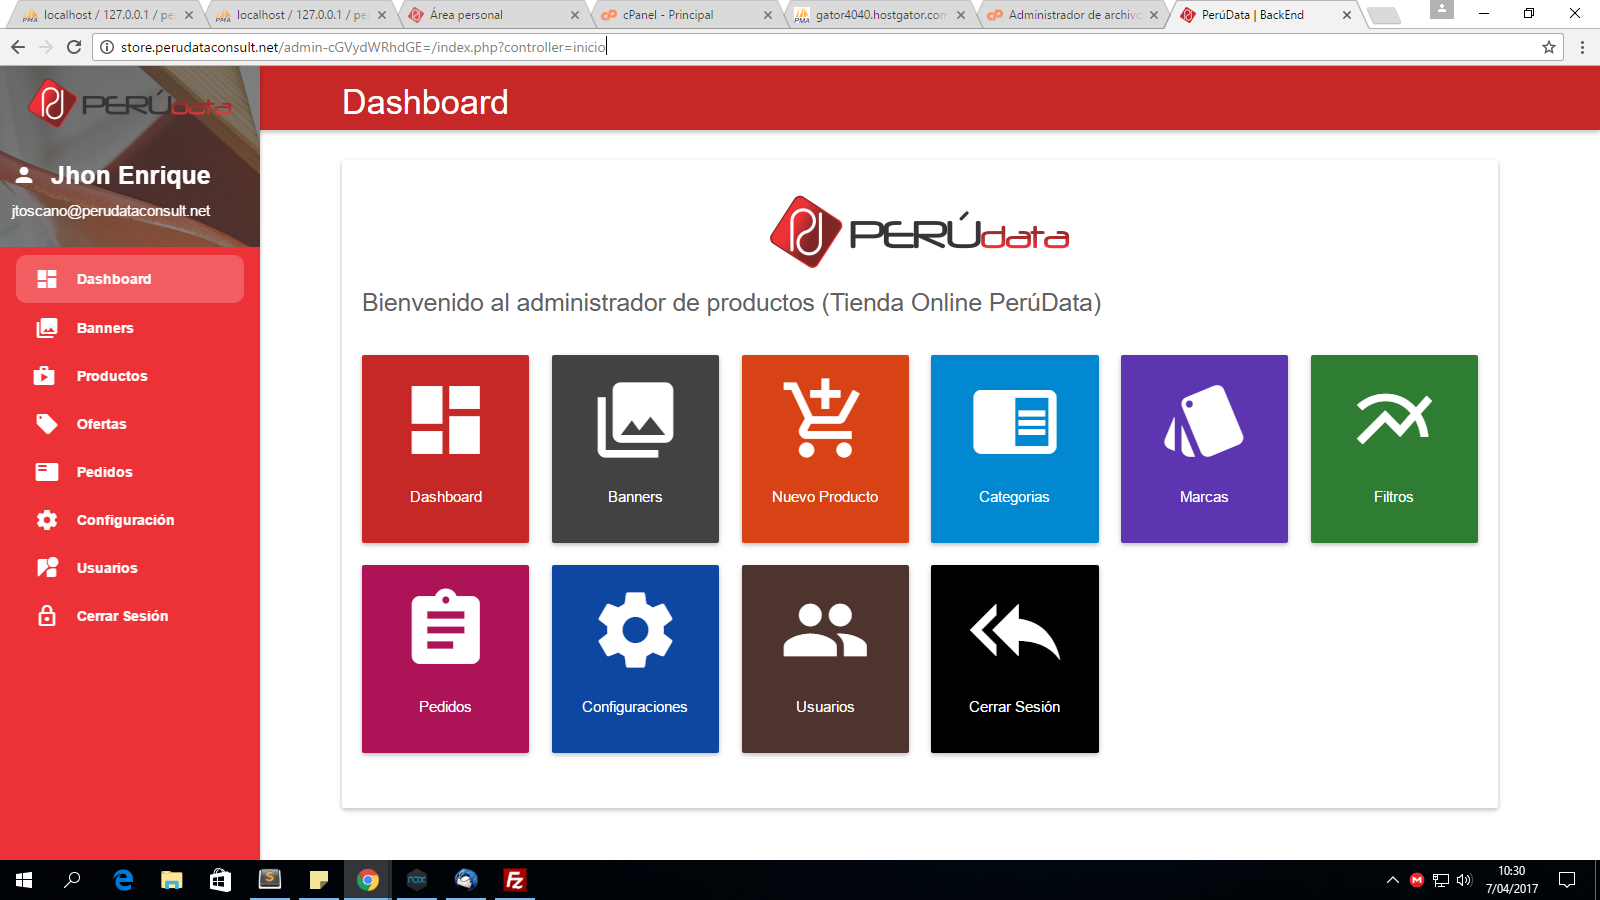 localhost / 127.0.0.1 / pe
localhost / 127.0.0.1 / pe
Área personal
cPanel - Principal
gator4040.hostgator.com
Administrador de archivo
PerúData | BackEnd
store.perudataconsult.net/admin-cGVydWRhdGE=/index.php?controller=inicio
PERÚdata
Jhon Enrique
jtoscano@perudataconsult.net
Dashboard
Banners
Productos
Ofertas
Pedidos
Configuración
Usuarios
Cerrar Sesión
Dashboard
PERÚdata
Bienvenido al administrador de productos (Tienda Online PerúData)
Dashboard
Banners
Nuevo Producto
Categorias
Marcas
Filtros
Pedidos
Configuraciones
Usuarios
Cerrar Sesión
10:30
7/04/2017